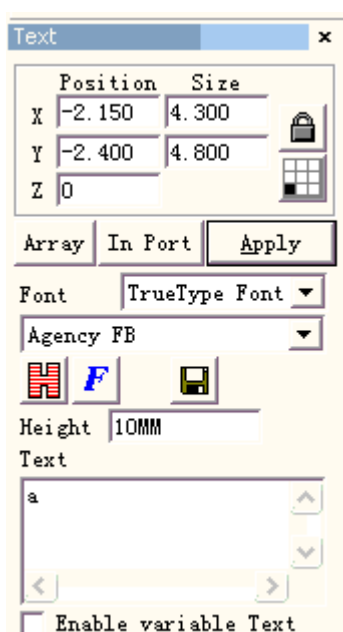 Text
Position Size
X -2.150 4.300
Y -2.400 4.800
Z 0
Array In Port Apply
Font TrueType Font
Agency FB
H F
Height 10MM
Text
a
Enable variable Text